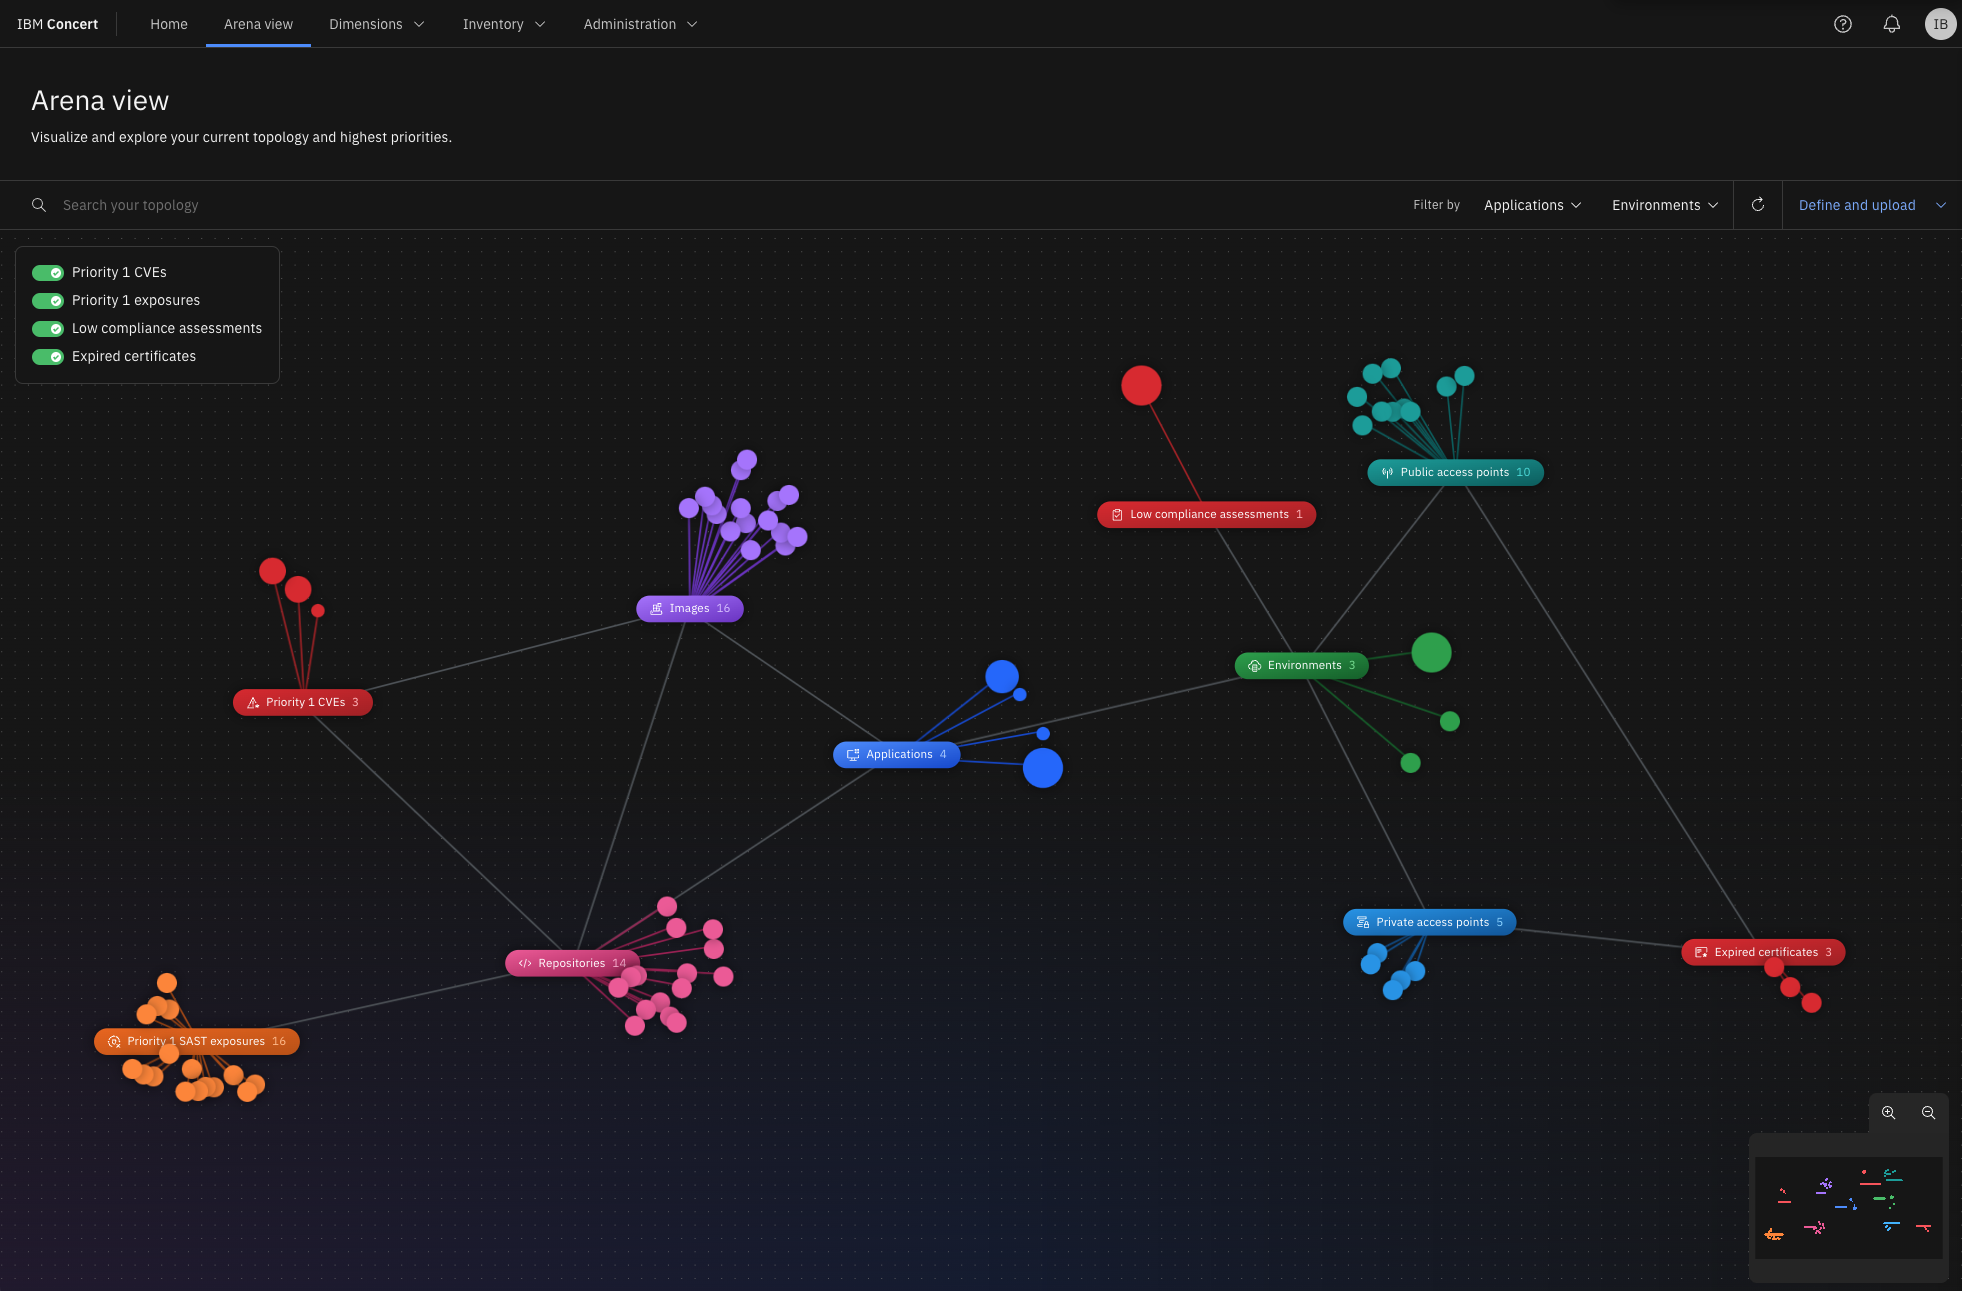 IBM Concert
Home
Arena view
Dimensions
Inventory
Administration
IB
Arena view
Visualize and explore your current topology and highest priorities.
Search your topology
Filter by
Applications
Environments
Define and upload
Priority 1 CVEs
Priority 1 exposures
Low compliance assessments
Expired certificates
Public access points 10
Low compliance assessments 1
Images 16
Environments 3
Priority 1 CVEs 3
Applications 4
Private access points 5
Expired certificates 3
Repositories 14
Priority 1 SAST exposures 16